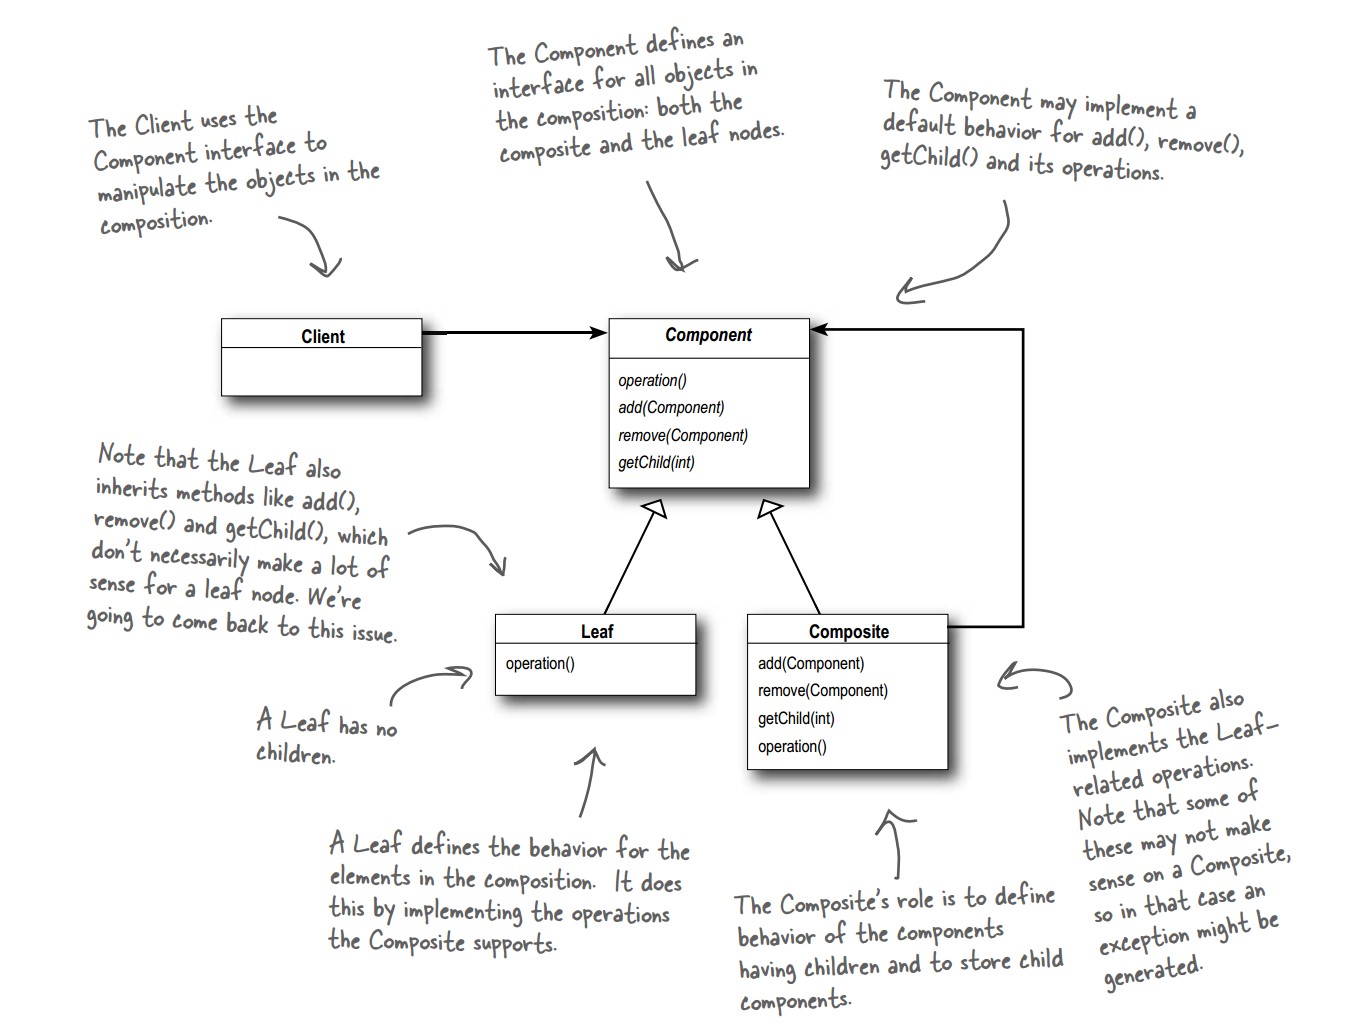 The Component defines an
interface for all objects in
the composition: both the
composite and the leaf nodes.
The Component may implement a
default behavior for add(), remove(),
getChild() and its operations.
The Client uses the
Component interface to
manipulate the objects in the
composition.
Client
Component
operation()
add(Component)
remove(Component)
getChild(int)
Note that the Leaf also
inherits methods like add(),
remove() and getChild(), which
don't necessarily make a lot of
sense for a leaf node. We're
going to come back to this issue.
Leaf
operation()
Composite
add(Component)
remove(Component)
getChild(int)
operation()
A Leaf has no
children.
The Composite also
implements the Leaf-
related operations.
Note that some of
these may not make
sense on a Composite,
so in that case an
exception might be
generated.
A Leaf defines the behavior for the
elements in the composition. It does
this by implementing the operations
the Composite supports.
The Composite's role is to define
behavior of the components
having children and to store child
components.